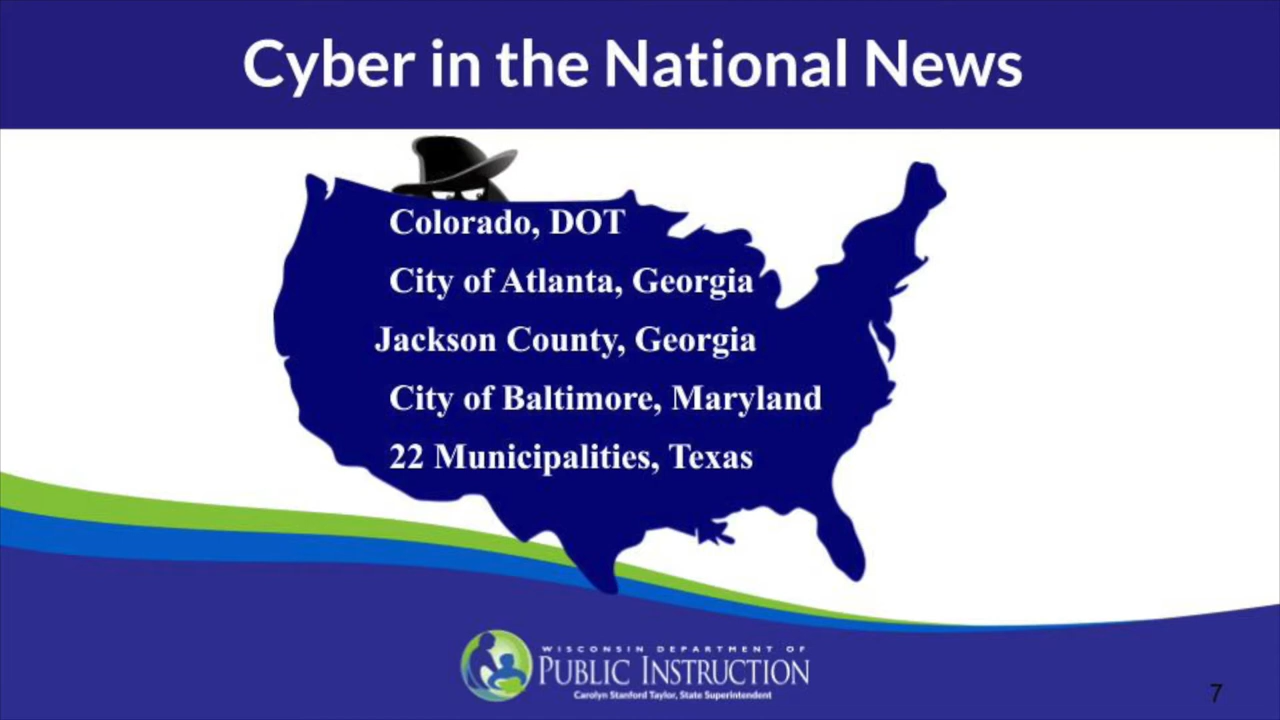 Cyber in the National News
Colorado, DOT
City of Atlanta, Georgia
Jackson County, Georgia
City of Baltimore, Maryland
22 Municipalities, Texas
WISCONSIN DEPARTMENT OF
PUBLIC INSTRUCTION
Carolyn Stanford Taylor, State Superintendent
7